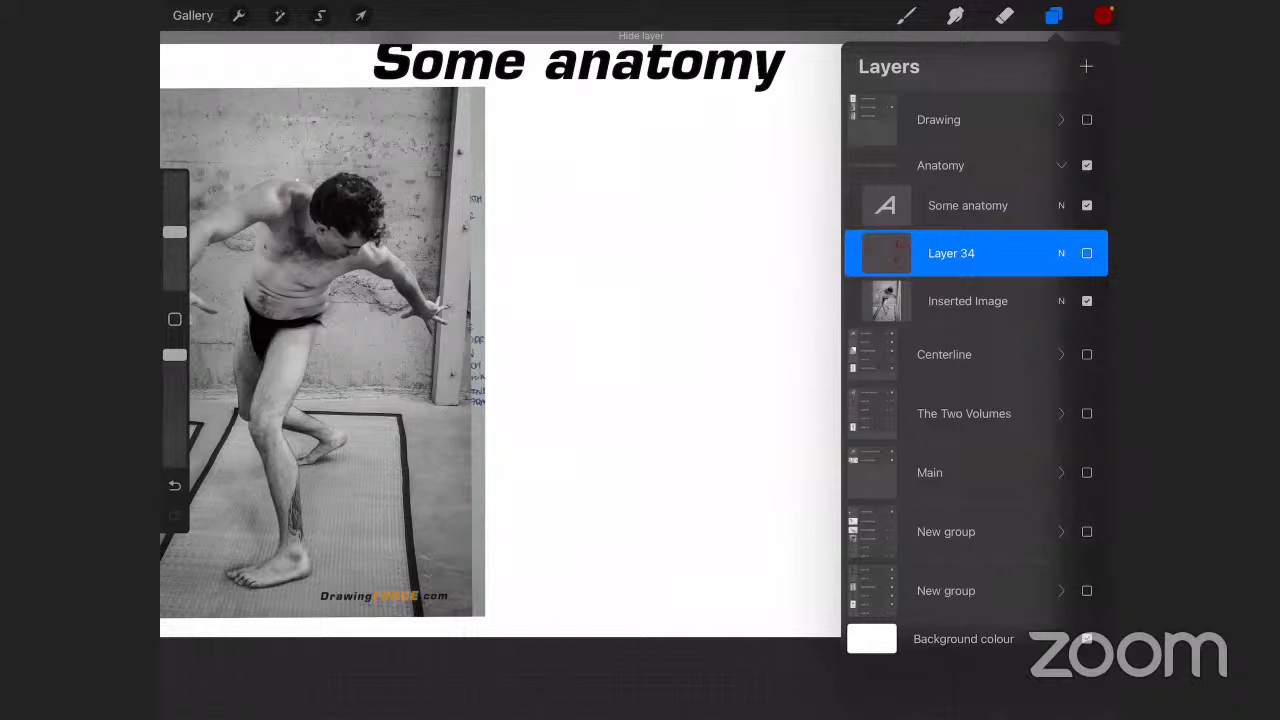 Gallery
Hide layer
Some anatomy
Layers
Drawing
Anatomy
Some anatomy N
Layer 34 N
Inserted Image N
Centerline
The Two Volumes
Main
New group
New group
Background colour
DrawingFORCE.com
zoom